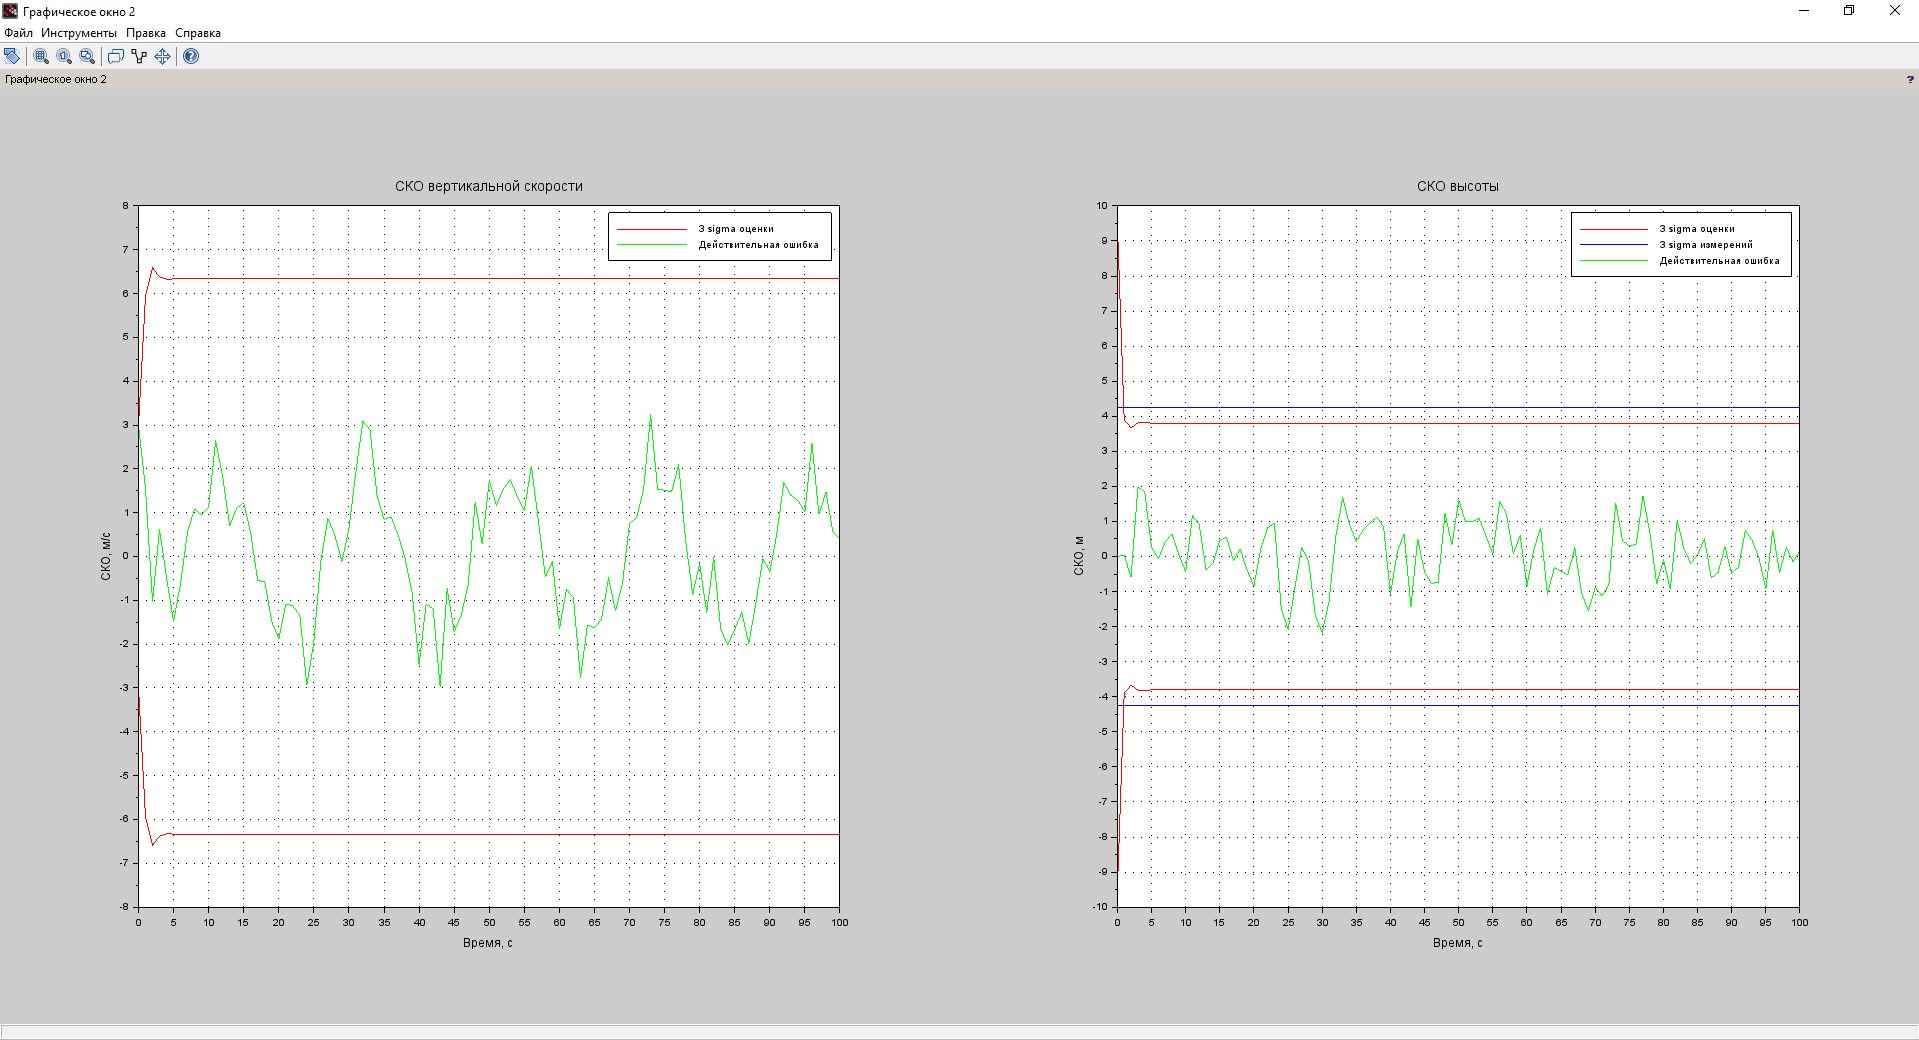 Графическое окно 2
Файл Инструменты Правка Справка
Графическое окно 2
?
СКО вертикальной скорости
8
7
6
5
4
3
2
1
0
-1
-2
-3
-4
-5
-6
-7
-8
СКО, м/с
3 sigma оценки
Действительная ошибка
0 5 10 15 20 25 30 35 40 45 50 55 60 65 70 75 80 85 90 95 100
Время, с
СКО высоты
10
9
8
7
6
5
4
3
2
1
0
-1
-2
-3
-4
-5
-6
-7
-8
-9
-10
СКО, м
3 sigma оценки
3 sigma измерений
Действительная ошибка
0 5 10 15 20 25 30 35 40 45 50 55 60 65 70 75 80 85 90 95 100
Время, с